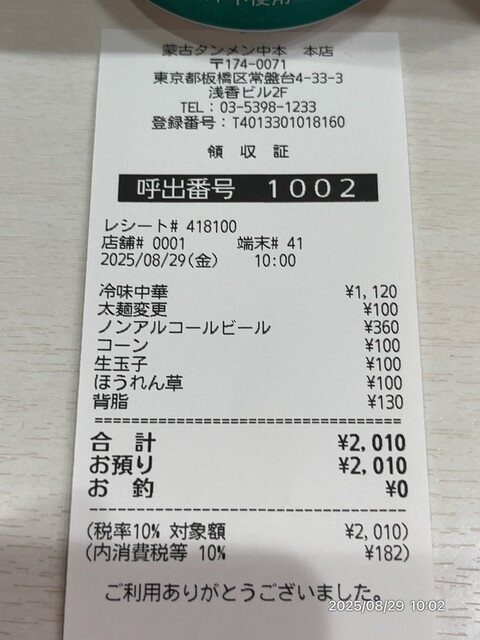 不使用
蒙古タンメン中本　本店
〒174-0071
東京都板橋区常盤台4-33-3
浅香ビル2F
TEL：03-5398-1233
登録番号：T4013301018160
領　収　証
呼出番号　１００２
レシート# 418100
店舗# 0001　端末# 41
2025/08/29(金)　10:00
冷味中華　¥1,120
太麺変更　¥100
ノンアルコールビール　¥360
コーン　¥100
生玉子　¥100
ほうれん草　¥100
背脂　¥130
合　計　¥2,010
お預り　¥2,010
お　釣　¥0
(税率10% 対象額　¥2,010)
(内消費税等 10%　¥182)
ご利用ありがとうございました。
2025/08/29 10:02